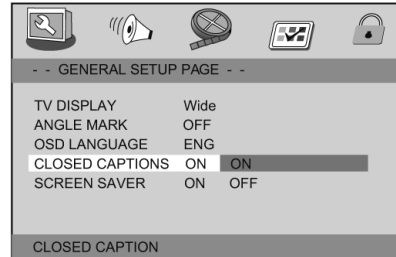 - - GENERAL SETUP PAGE - -
TV DISPLAY Wide
ANGLE MARK OFF
OSD LANGUAGE ENG
CLOSED CAPTIONS ON ON
SCREEN SAVER ON OFF
CLOSED CAPTION